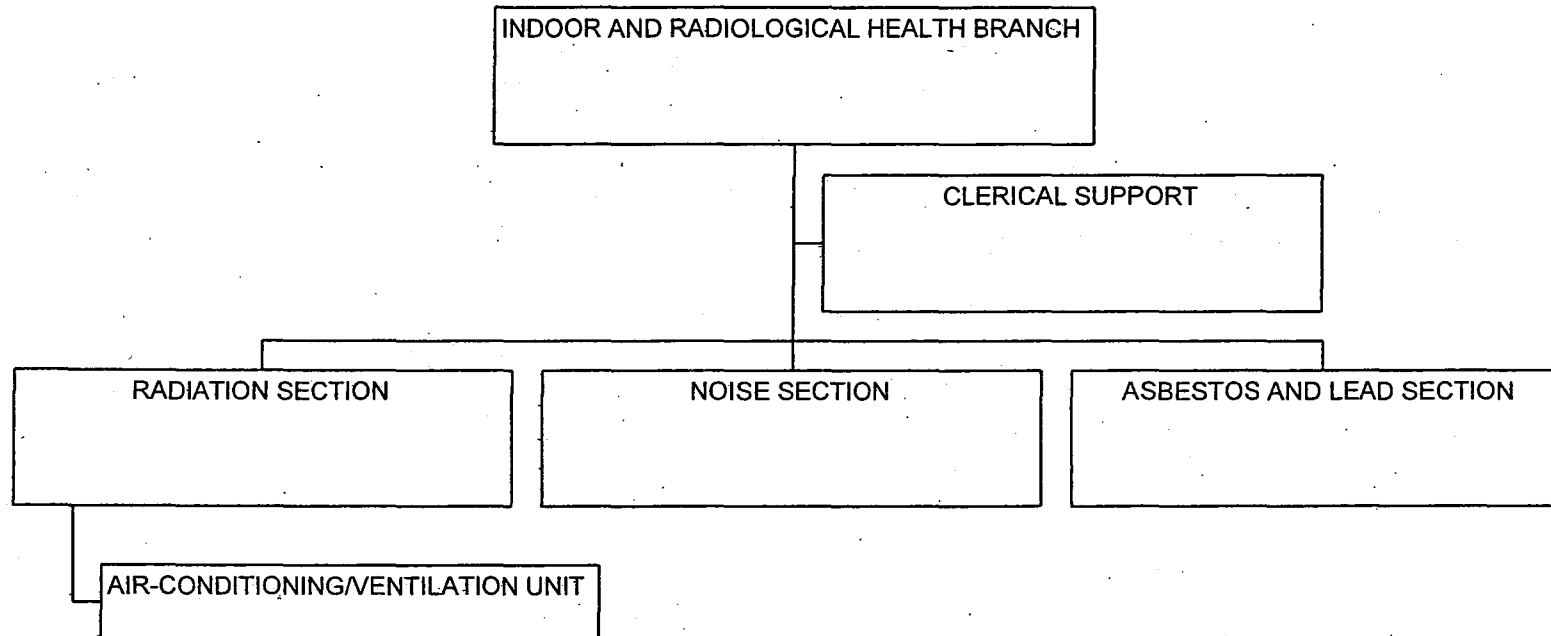 INDOOR AND RADIOLOGICAL HEALTH BRANCH
CLERICAL SUPPORT
RADIATION SECTION
NOISE SECTION
ASBESTOS AND LEAD SECTION
AIR-CONDITIONING/VENTILATION UNIT